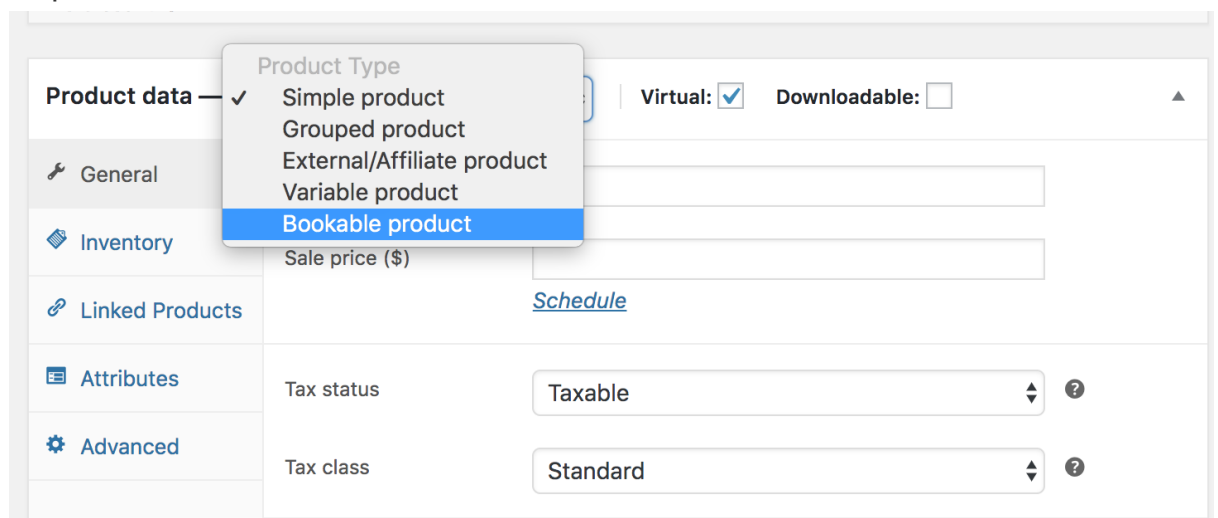 Product Type
Product data — ✓ Simple product Virtual: Downloadable:
Grouped product
External/Affiliate product
Variable product
Bookable product
General
Inventory
Sale price ($)
Schedule
Linked Products
Attributes
Tax status Taxable
Advanced
Tax class Standard